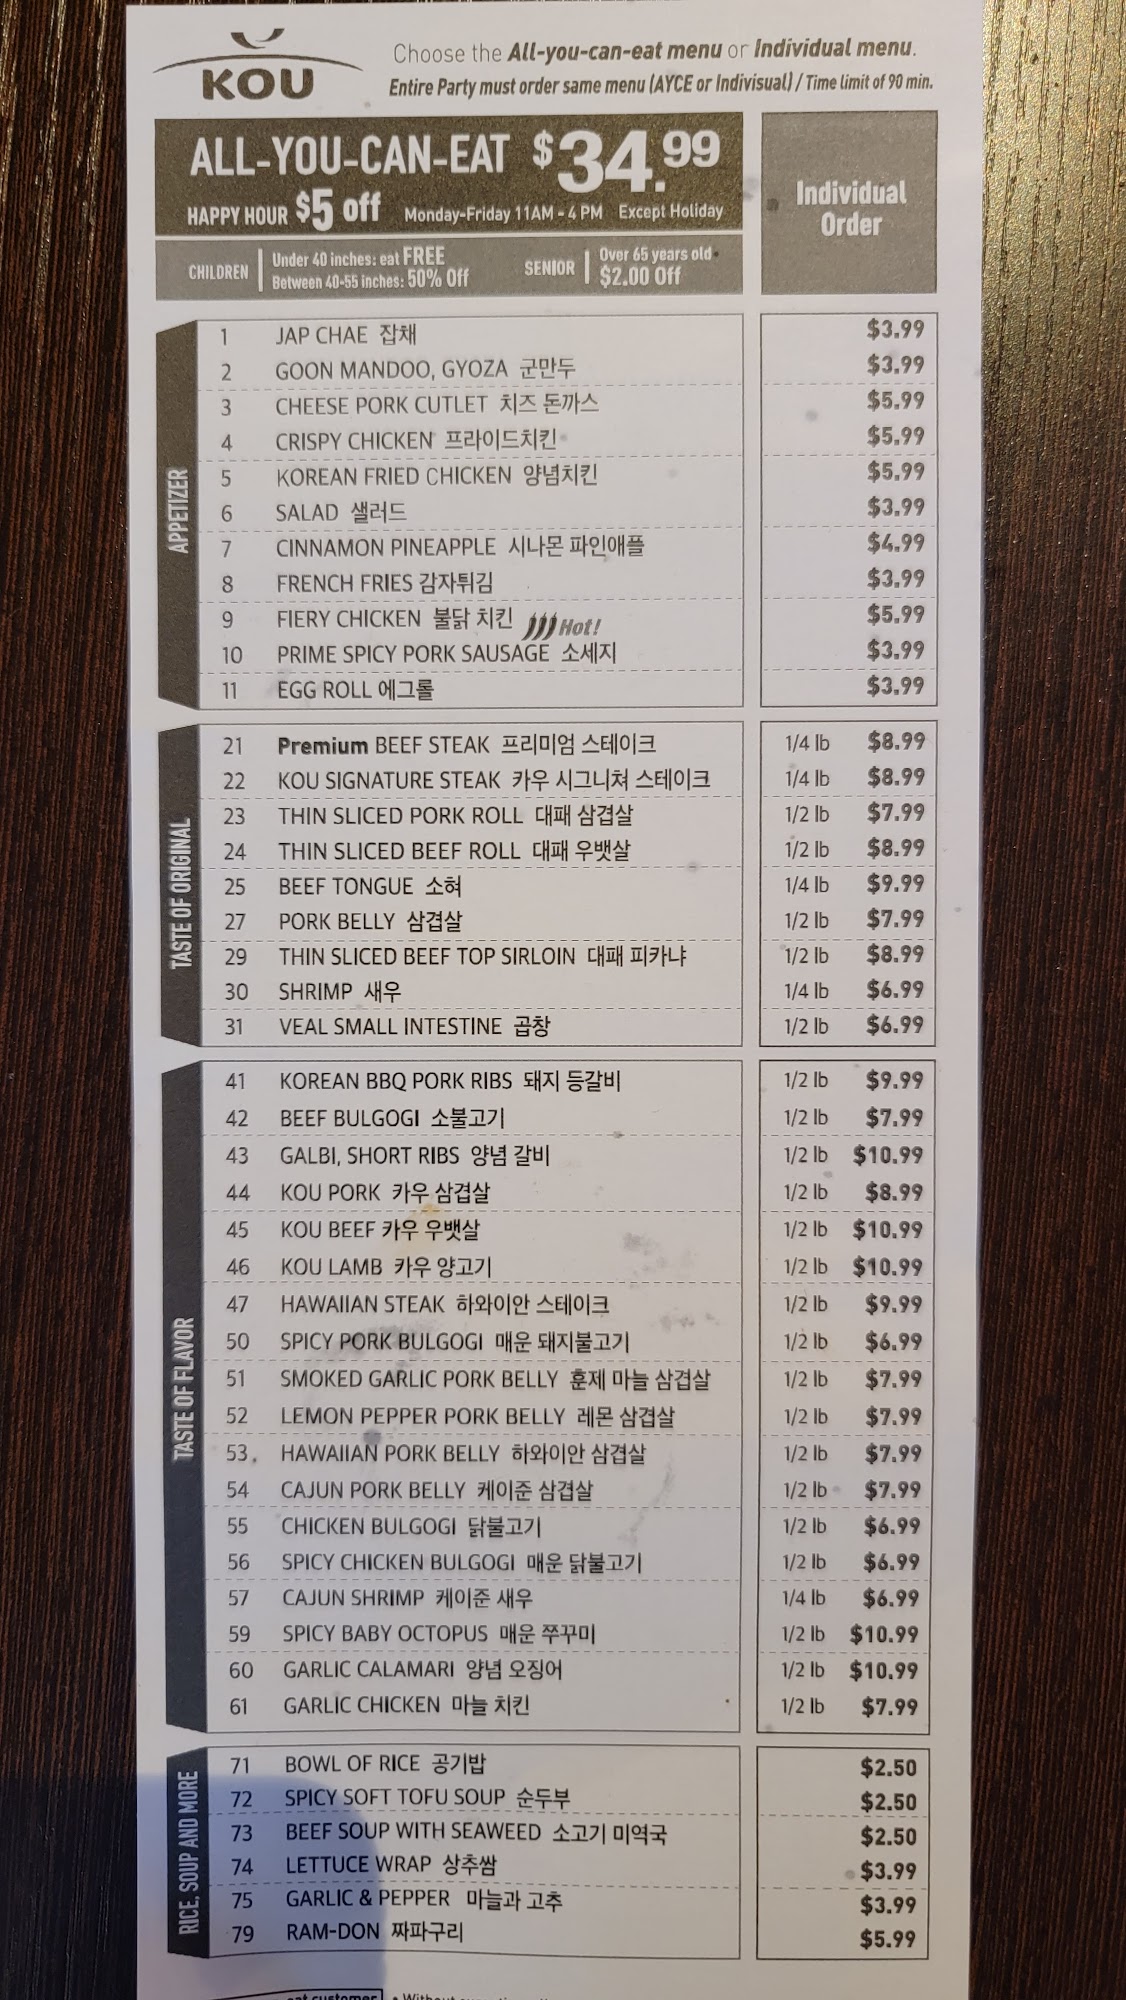 KOU
Choose the All-you-can-eat menu or Individual menu.
Entire Party must order same menu (AYCE or Indivisual) / Time limit of 90 min.
ALL-YOU-CAN-EAT $34.99
HAPPY HOUR $5 off Monday-Friday 11AM - 4 PM Except Holiday
CHILDREN Under 40 inches: eat FREE
Between 40-55 inches: 50% Off
SENIOR Over 65 years old
$2.00 Off
Individual
Order
APPETIZER
1 JAP CHAE 잡채 $3.99
2 GOON MANDOO, GYOZA 군만두 $3.99
3 CHEESE PORK CUTLET 치즈 돈까스 $5.99
4 CRISPY CHICKEN 프라이드치킨 $5.99
5 KOREAN FRIED CHICKEN 양념치킨 $5.99
6 SALAD 샐러드 $3.99
7 CINNAMON PINEAPPLE 시나몬 파인애플 $4.99
8 FRENCH FRIES 감자튀김 $3.99
9 FIERY CHICKEN 불닭 치킨 Hot! $5.99
10 PRIME SPICY PORK SAUSAGE 소세지 $3.99
11 EGG ROLL 에그롤 $3.99
TASTE OF ORIGINAL
21 Premium BEEF STEAK 프리미엄 스테이크 1/4 lb $8.99
22 KOU SIGNATURE STEAK 카우 시그니쳐 스테이크 1/4 lb $8.99
23 THIN SLICED PORK ROLL 대패 삼겹살 1/2 lb $7.99
24 THIN SLICED BEEF ROLL 대패 우뱃살 1/2 lb $8.99
25 BEEF TONGUE 소혀 1/4 lb $9.99
27 PORK BELLY 삼겹살 1/2 lb $7.99
29 THIN SLICED BEEF TOP SIRLOIN 대패 피카냐 1/2 lb $8.99
30 SHRIMP 새우 1/4 lb $6.99
31 VEAL SMALL INTESTINE 곱창 1/2 lb $6.99
TASTE OF FLAVOR
41 KOREAN BBQ PORK RIBS 돼지 등갈비 1/2 lb $9.99
42 BEEF BULGOGI 소불고기 1/2 lb $7.99
43 GALBI, SHORT RIBS 양념 갈비 1/2 lb $10.99
44 KOU PORK 카우 삼겹살 1/2 lb $8.99
45 KOU BEEF 카우 우뱃살 1/2 lb $10.99
46 KOU LAMB 카우 양고기 1/2 lb $10.99
47 HAWAIIAN STEAK 하와이안 스테이크 1/2 lb $9.99
50 SPICY PORK BULGOGI 매운 돼지불고기 1/2 lb $6.99
51 SMOKED GARLIC PORK BELLY 훈제 마늘 삼겹살 1/2 lb $7.99
52 LEMON PEPPER PORK BELLY 레몬 삼겹살 1/2 lb $7.99
53 HAWAIIAN PORK BELLY 하와이안 삼겹살 1/2 lb $7.99
54 CAJUN PORK BELLY 케이준 삼겹살 1/2 lb $7.99
55 CHICKEN BULGOGI 닭불고기 1/2 lb $6.99
56 SPICY CHICKEN BULGOGI 매운 닭불고기 1/2 lb $6.99
57 CAJUN SHRIMP 케이준 새우 1/4 lb $6.99
59 SPICY BABY OCTOPUS 매운 쭈꾸미 1/2 lb $10.99
60 GARLIC CALAMARI 양념 오징어 1/2 lb $10.99
61 GARLIC CHICKEN 마늘 치킨 1/2 lb $7.99
RICE, SOUP AND MORE
71 BOWL OF RICE 공기밥 $2.50
72 SPICY SOFT TOFU SOUP 순두부 $2.50
73 BEEF SOUP WITH SEAWEED 소고기 미역국 $2.50
74 LETTUCE WRAP 상추쌈 $3.99
75 GARLIC & PEPPER 마늘과 고추 $3.99
79 RAM-DON 짜파구리 $5.99